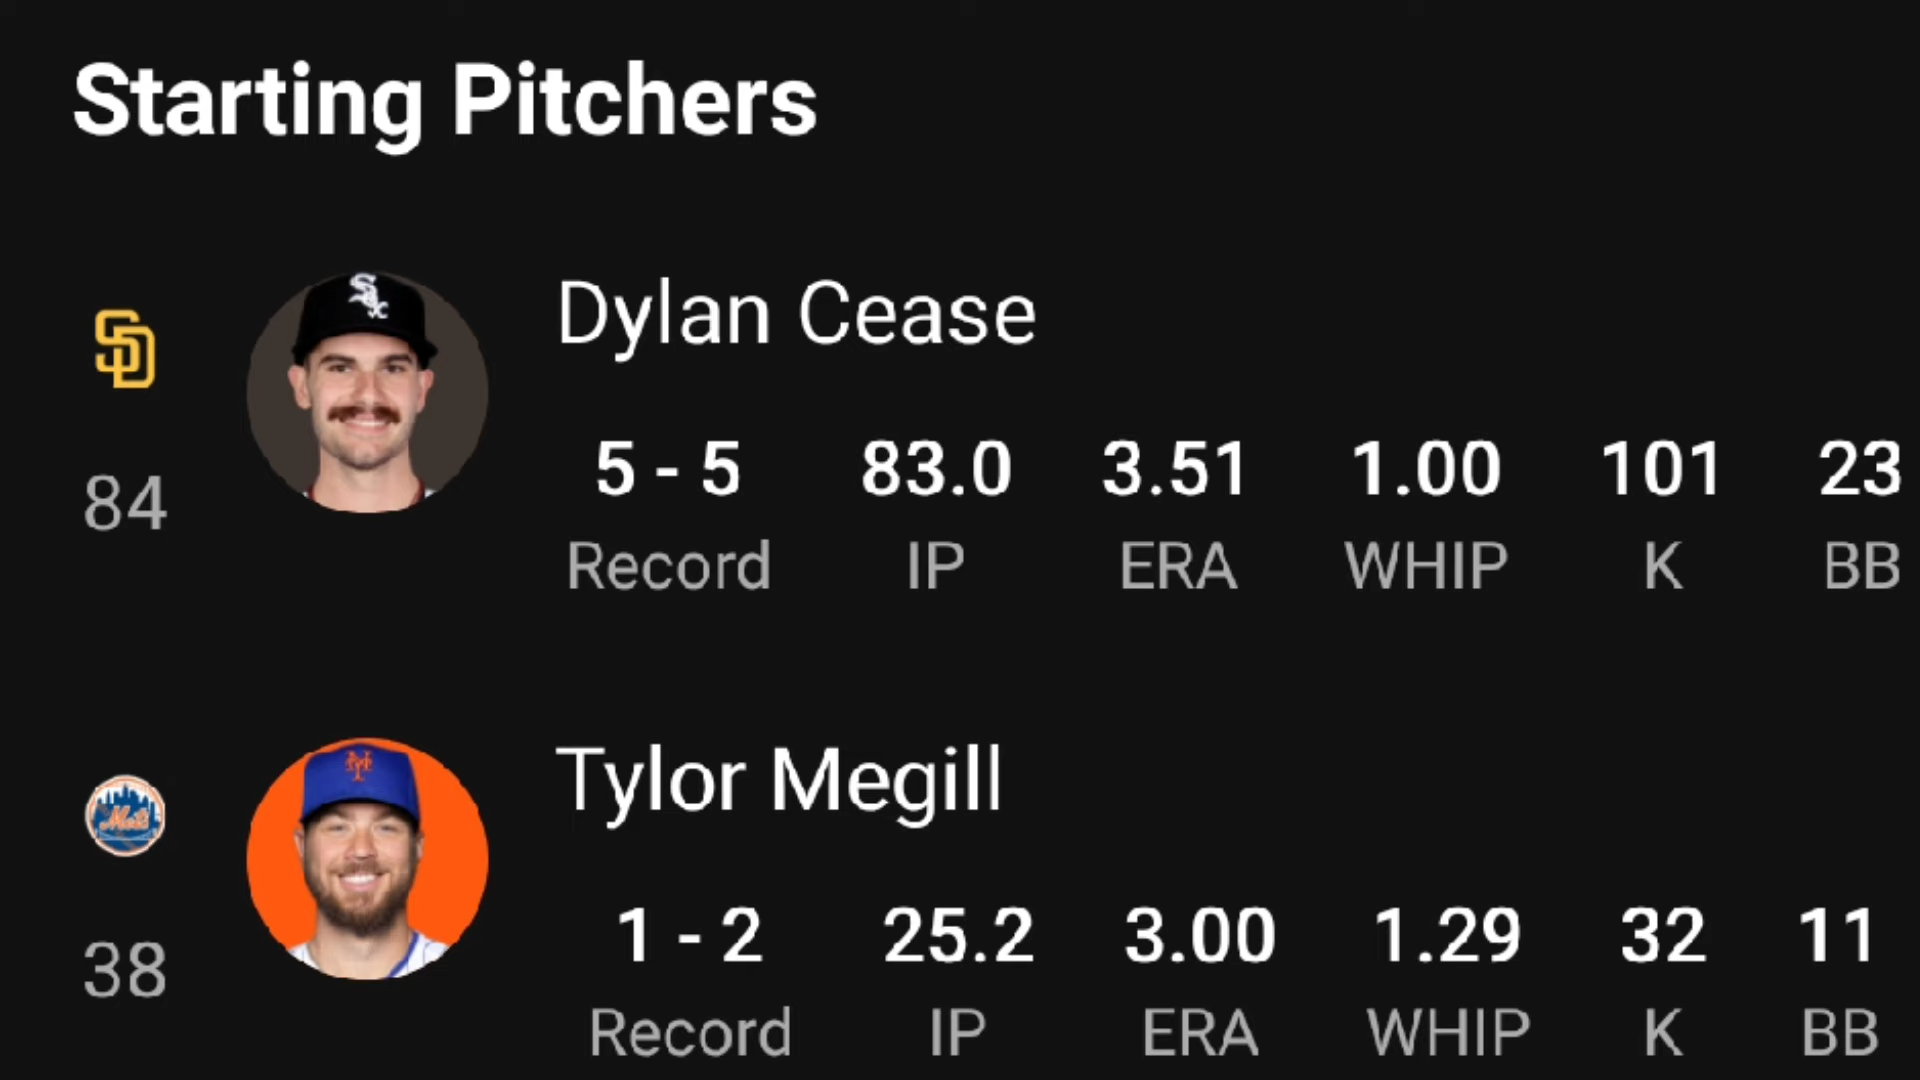 Starting Pitchers
SD
Dylan Cease
84
5 - 5 83.0 3.51 1.00 101 23
Record IP ERA WHIP K BB
Mets
Tylor Megill
38
1 - 2 25.2 3.00 1.29 32 11
Record IP ERA WHIP K BB